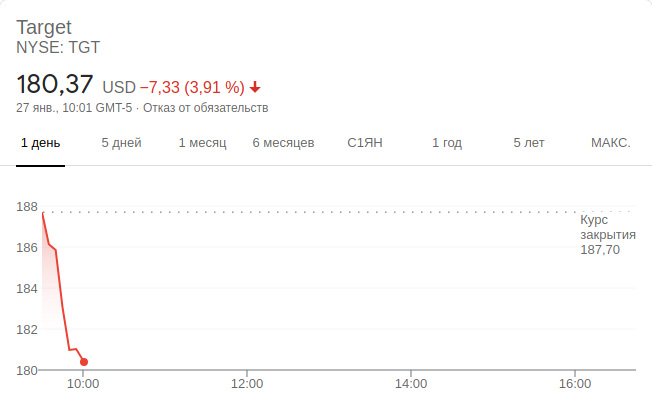 Target
NYSE: TGT
180,37 USD −7,33 (3,91 %)
27 янв., 10:01 GMT-5 · Отказ от обязательств
1 день 5 дней 1 месяц 6 месяцев С1ЯН 1 год 5 лет МАКС.
188
Курс
закрытия
187,70
186
184
182
180
10:00 12:00 14:00 16:00